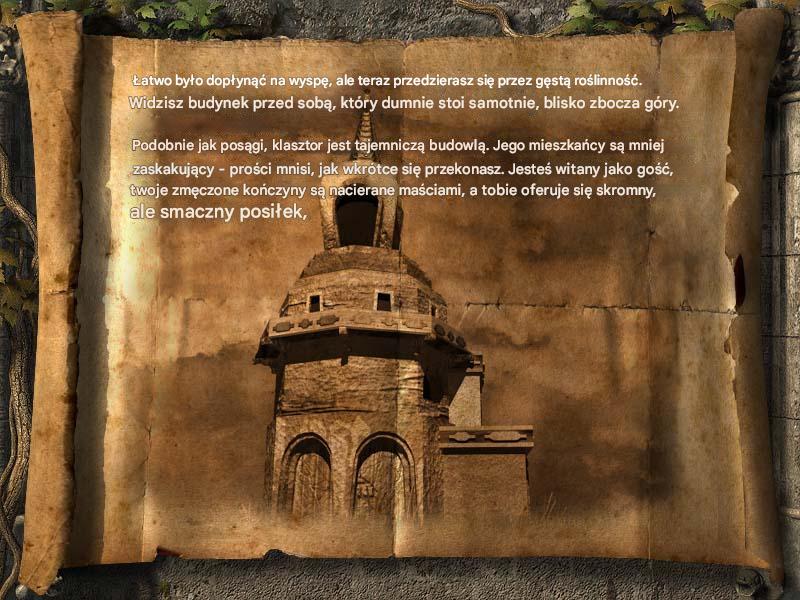 Łatwo było dopłynąć na wyspę, ale teraz przedzierasz się przez gęstą roślinność.
Widzisz budynek przed sobą, który dumnie stoi samotnie, blisko zbocza góry.
Podobnie jak posągi, klasztor jest tajemniczą budowlą. Jego mieszkańcy są mniej
zaskakujący - prości mnisi, jak wkrótce się przekonasz. Jesteś witany jako gość,
twoje zmęczone kończyny są nacierane maściami, a tobie oferuje się skromny,
ale smaczny posiłek,